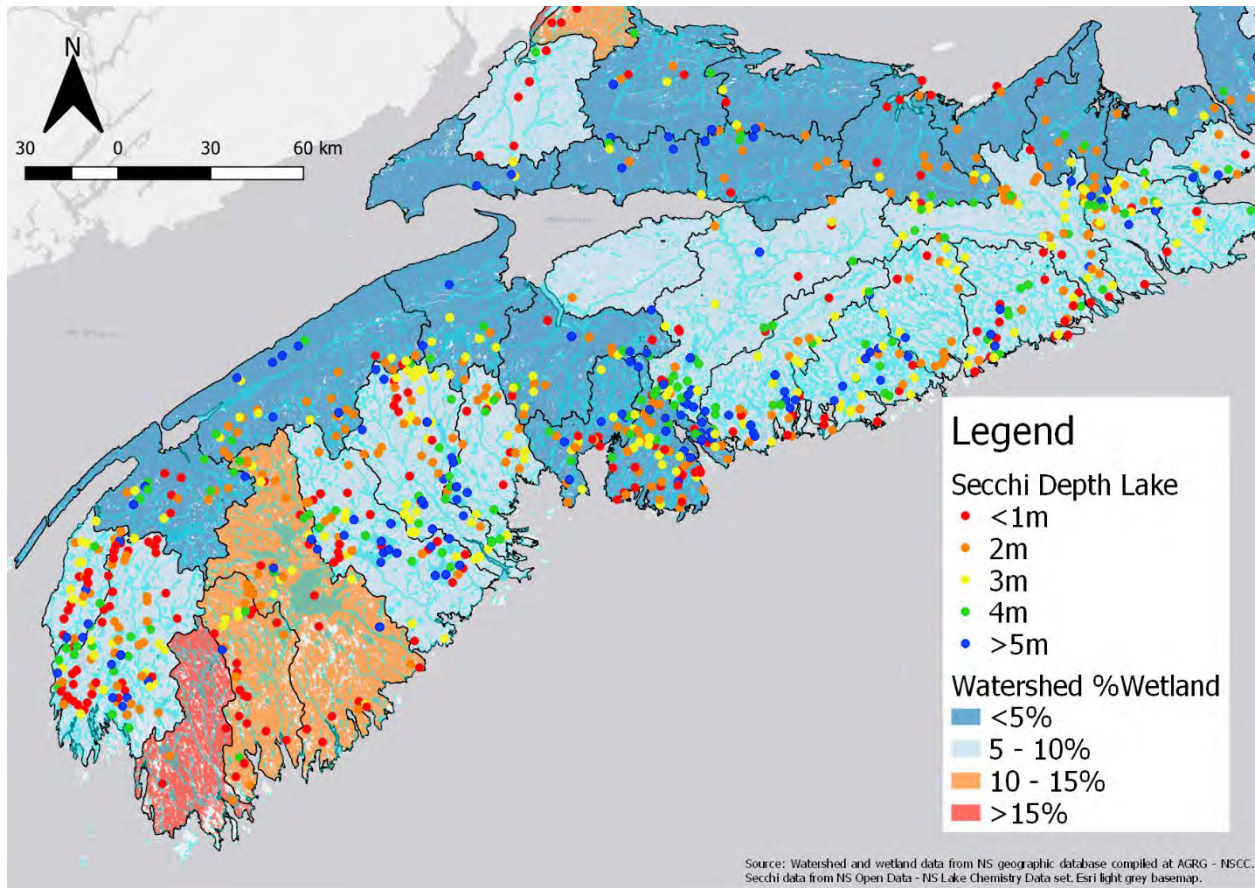 N
30 0 30 60 km
Legend
Secchi Depth Lake
<1m
2m
3m
4m
>5m
Watershed %Wetland
<5%
5 - 10%
10 - 15%
>15%
Source: Watershed and wetland data from NS geographic database compiled at AGRG - NSCC.
Secchi data from NS Open Data - NS Lake Chemistry Data set. Esri light grey basemap.